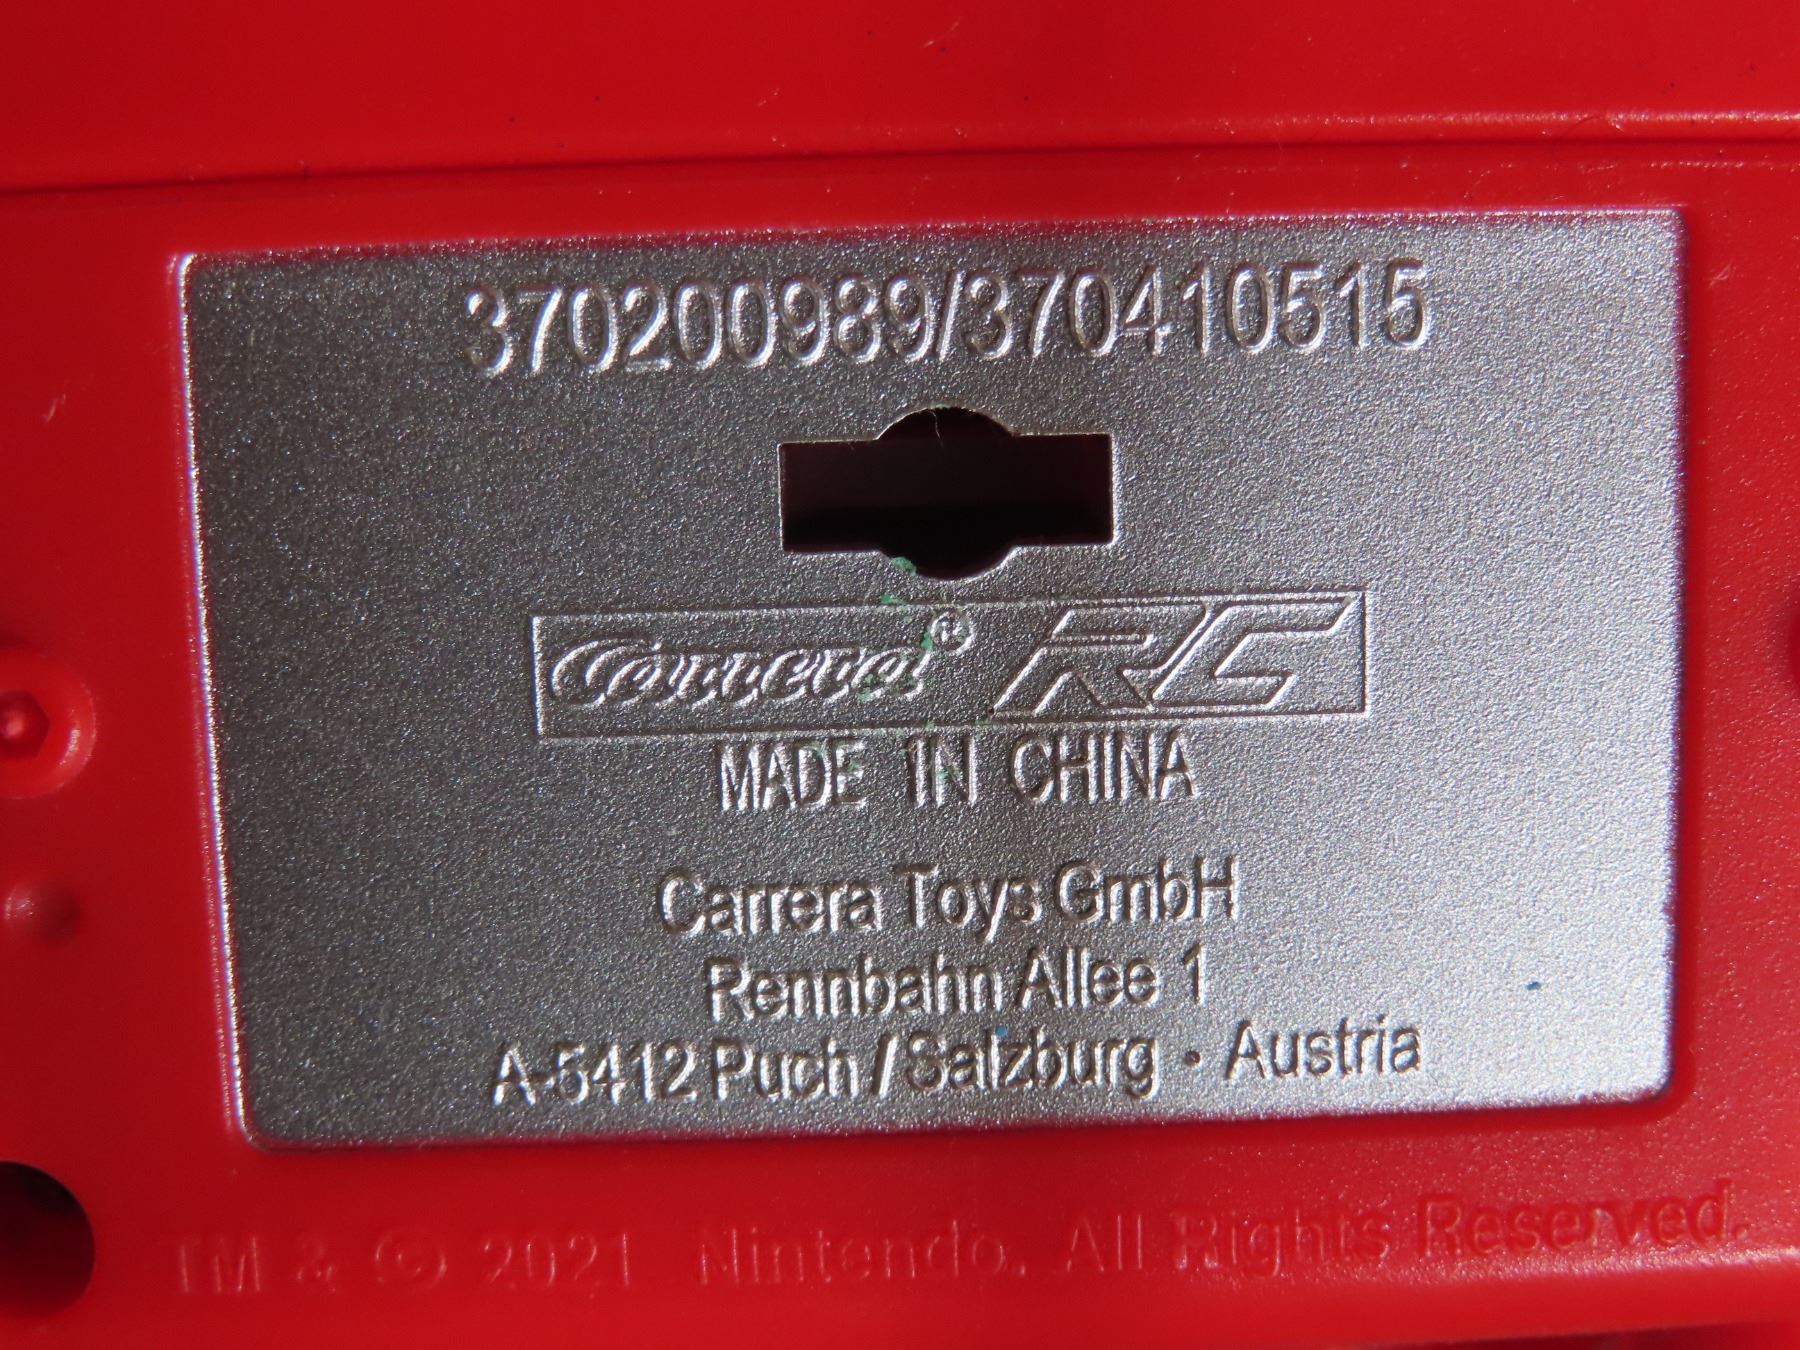 370200989/370410515
Carrera® RC
MADE IN CHINA
Carrera Toys GmbH
Rennbahn Allee 1
A-5412 Puch / Salzburg · Austria
TM & © 2021 Nintendo. All Rights Reserved.